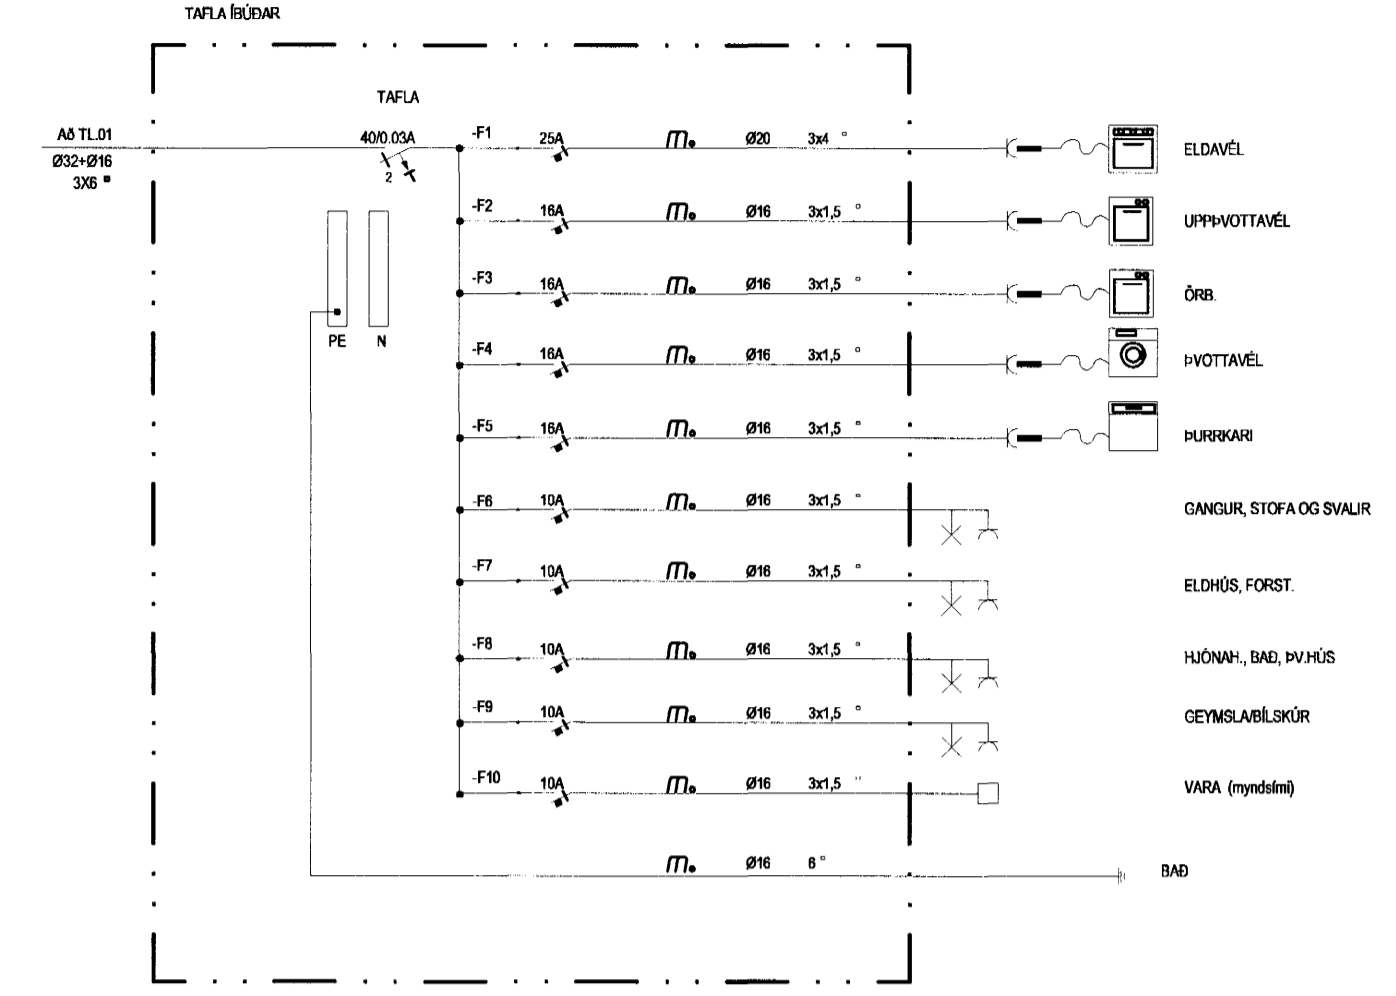 TAFLA ÍBÚÐAR
TAFLA
Að TL.01
Ø32+Ø16
3X6 ▫
40/0.03A
2
PE
N
-F1 25A m. Ø20 3x4 ▫ ELDAVÉL
-F2 16A m. Ø16 3x1,5 ▫ UPPÞVOTTAVÉL
-F3 16A m. Ø16 3x1,5 ▫ ÖRB.
-F4 16A m. Ø16 3x1,5 ▫ ÞVOTTAVÉL
-F5 16A m. Ø16 3x1,5 ▫ ÞURRKARI
-F6 10A m. Ø16 3x1,5 ▫ GANGUR, STOFA OG SVALIR
-F7 10A m. Ø16 3x1,5 ▫ ELDHÚS, FORST.
-F8 10A m. Ø16 3x1,5 ▫ HJÓNAH., BAÐ, ÞV.HÚS
-F9 10A m. Ø16 3x1,5 ▫ GEYMSLA/BÍLSKÚR
-F10 10A m. Ø16 3x1,5 ▫ VARA (myndsími)
m. Ø16 6 ▫ BAÐ